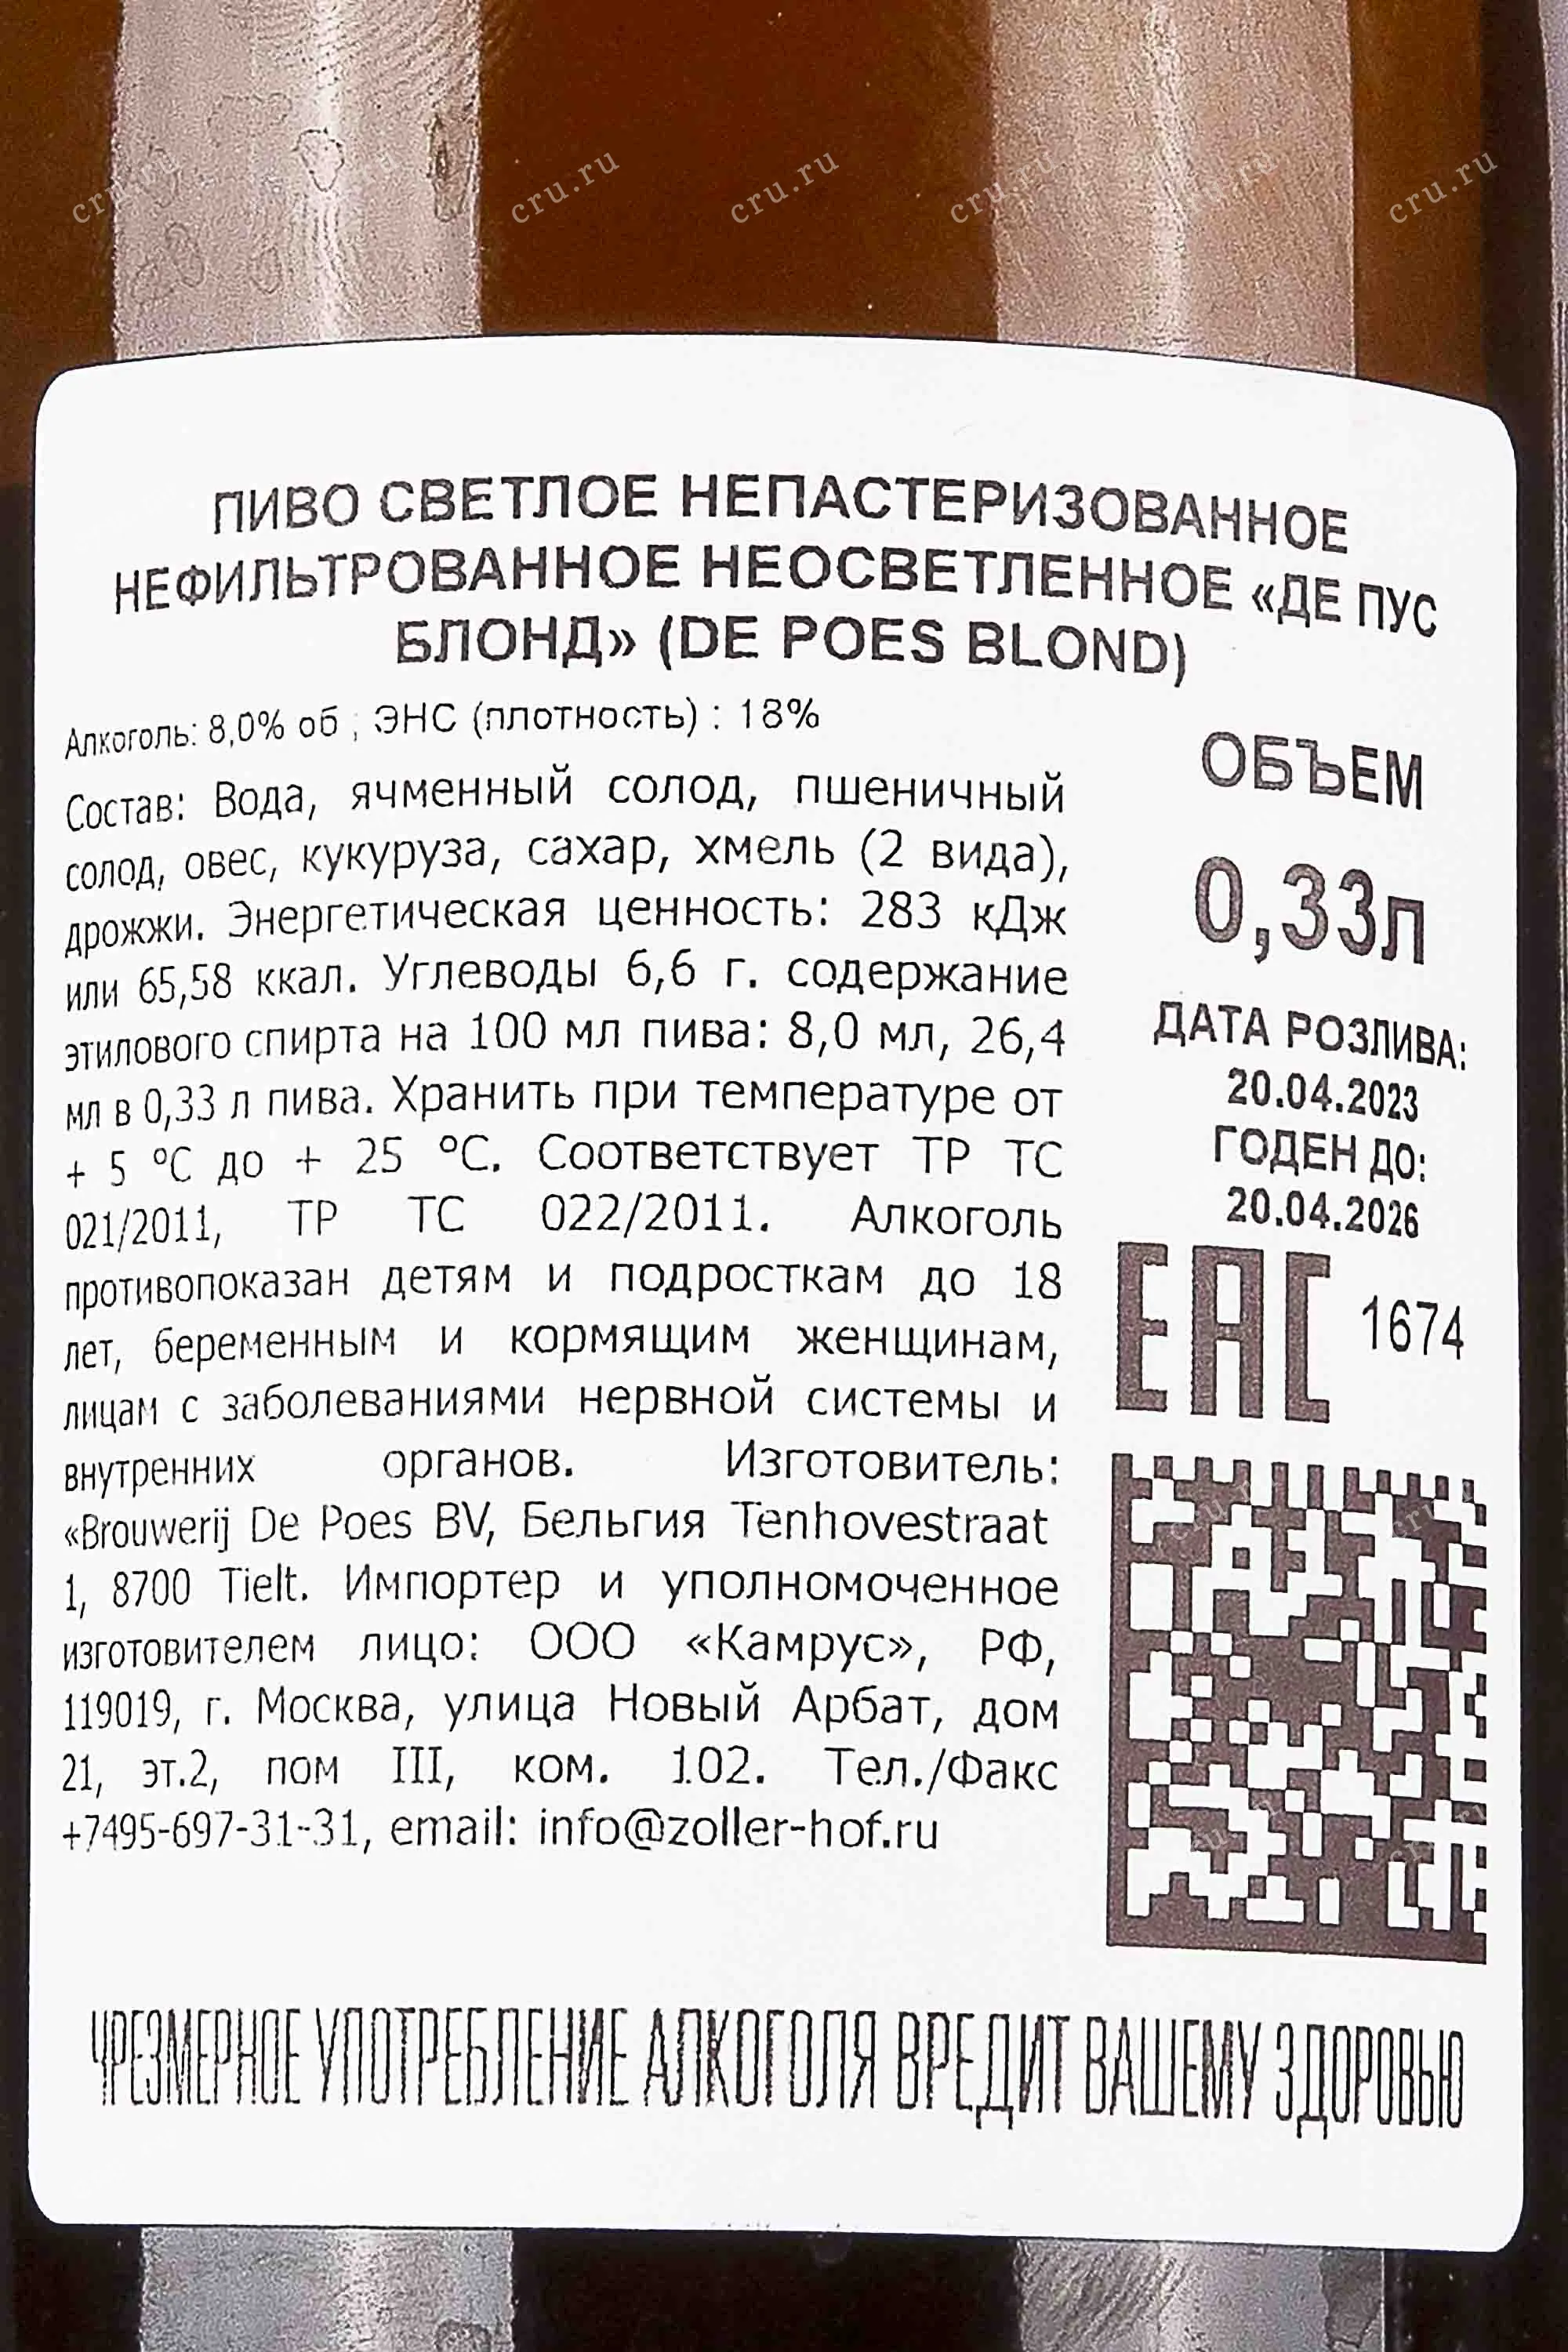 cru.ru cru.ru cru.ru cru.ru cru.ru cru.ru
ПИВО СВЕТЛОЕ НЕПАСТЕРИЗОВАННОЕ
НЕФИЛЬТРОВАННОЕ НЕОСВЕТЛЕННОЕ «ДЕ ПУС
БЛОНД» (DE POES BLOND)
Алкоголь: 8,0% об ; ЭНС (плотность) : 18%
Состав: Вода, ячменный солод, пшеничный
солод, овес, кукуруза, сахар, хмель (2 вида),
дрожжи. Энергетическая ценность: 283 кДж
или 65,58 ккал. Углеводы 6,6 г. содержание
этилового спирта на 100 мл пива: 8,0 мл, 26,4
мл в 0,33 л пива. Хранить при температуре от
+ 5 °С до + 25 °С. Соответствует ТР ТС
021/2011, ТР ТС 022/2011. Алкоголь
противопоказан детям и подросткам до 18
лет, беременным и кормящим женщинам,
лицам с заболеваниями нервной системы и
внутренних органов. Изготовитель:
«Brouwerij De Poes BV, Бельгия Tenhovestraat
1, 8700 Tielt. Импортер и уполномоченное
изготовителем лицо: ООО «Камрус», РФ,
119019, г. Москва, улица Новый Арбат, дом
21, эт.2, пом III, ком. 102. Тел./Факс
+7495-697-31-31, email: info@zoller-hof.ru
ОБЪЕМ
0,33л
ДАТА РОЗЛИВА:
20.04.2023
ГОДЕН ДО:
20.04.2026
EAC 1674
ЧРЕЗМЕРНОЕ УПОТРЕБЛЕНИЕ АЛКОГОЛЯ ВРЕДИТ ВАШЕМУ ЗДОРОВЬЮ